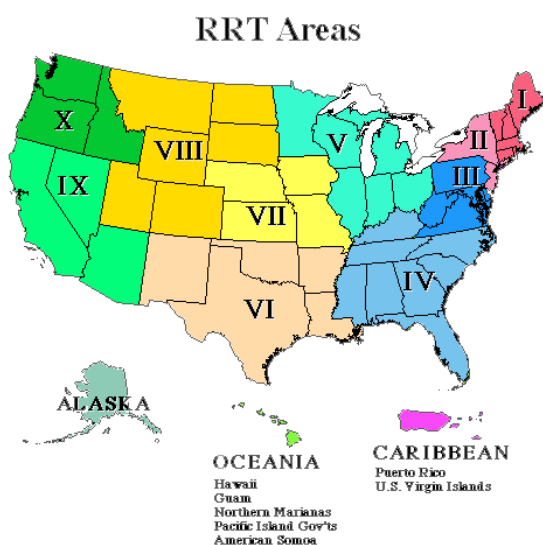 RRT Areas
I
X
II
V
VIII
III
IX
VII
IV
VI
ALASKA
OCEANIA
Hawaii
Guam
Northern Marianas
Pacific Island Gov'ts
American Somoa
CARIBBEAN
Puerto Rico
U.S. Virgin Islands